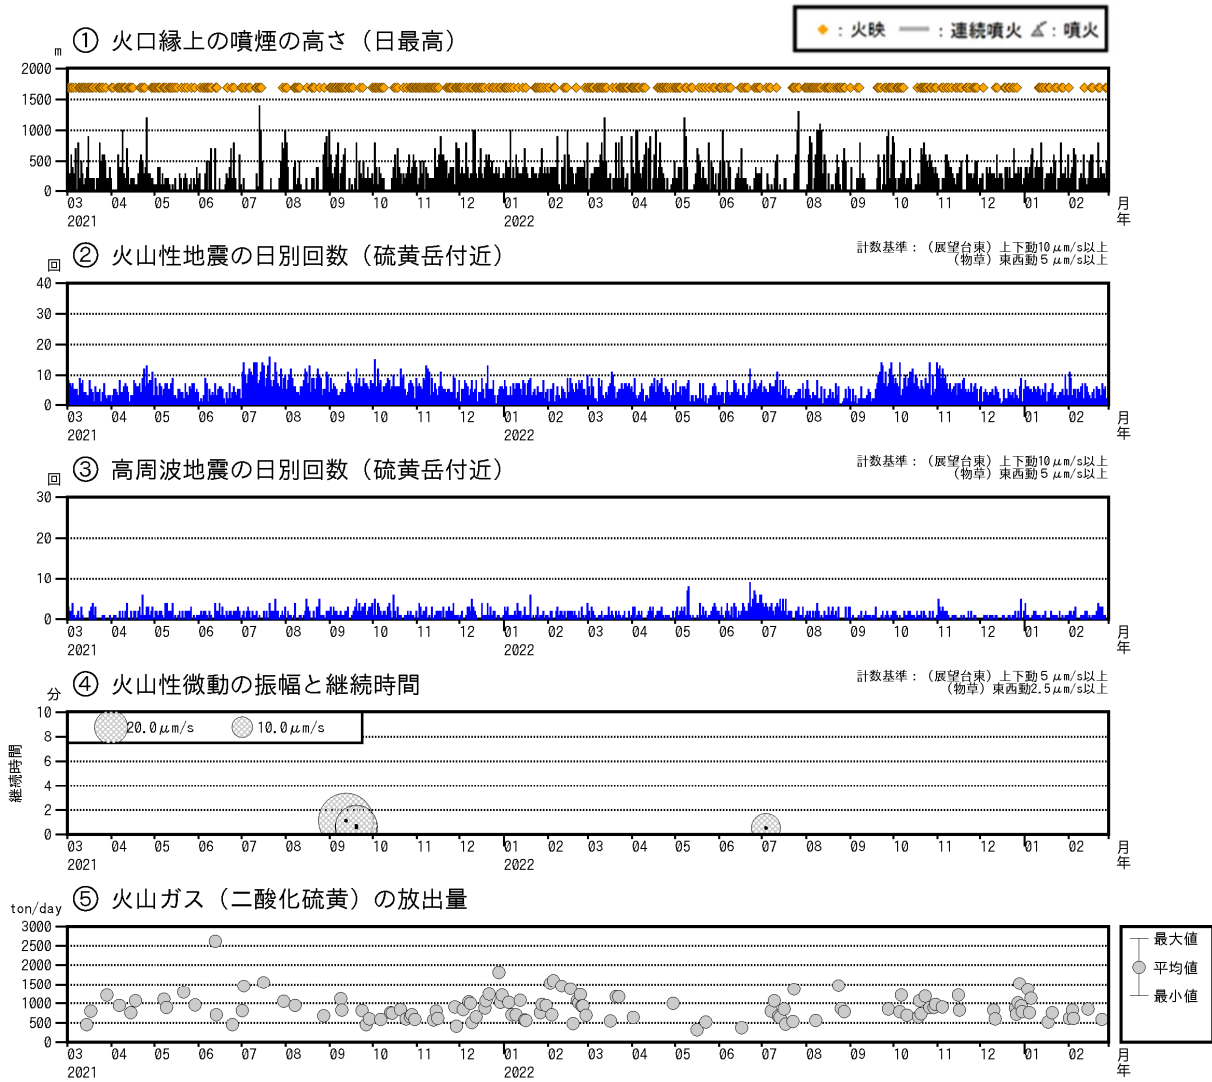 ◆：火映 ―：連続噴火 ：噴火
① 火口縁上の噴煙の高さ（日最高）
m
2000
1500
1000
500
0
03 04 05 06 07 08 09 10 11 12 01 02 03 04 05 06 07 08 09 10 11 12 01 02 月
2021 2022 年
② 火山性地震の日別回数（硫黄岳付近）
計数基準：（展望台東）上下動10μm/s以上
（物草）東西動５μm/s以上
回
40
30
20
10
0
03 04 05 06 07 08 09 10 11 12 01 02 03 04 05 06 07 08 09 10 11 12 01 02 月
2021 2022 年
③ 高周波地震の日別回数（硫黄岳付近）
計数基準：（展望台東）上下動10μm/s以上
（物草）東西動５μm/s以上
回
30
20
10
0
03 04 05 06 07 08 09 10 11 12 01 02 03 04 05 06 07 08 09 10 11 12 01 02 月
2021 2022 年
④ 火山性微動の振幅と継続時間
計数基準：（展望台東）上下動５μm/s以上
（物草）東西動2.5μm/s以上
分
継続時間
20.0μm/s 10.0μm/s
10
8
6
4
2
0
03 04 05 06 07 08 09 10 11 12 01 02 03 04 05 06 07 08 09 10 11 12 01 02 月
2021 2022 年
⑤ 火山ガス（二酸化硫黄）の放出量
ton/day
3000
2500
2000
1500
1000
500
0
最大値
平均値
最小値
03 04 05 06 07 08 09 10 11 12 01 02 03 04 05 06 07 08 09 10 11 12 01 02 月
2021 2022 年